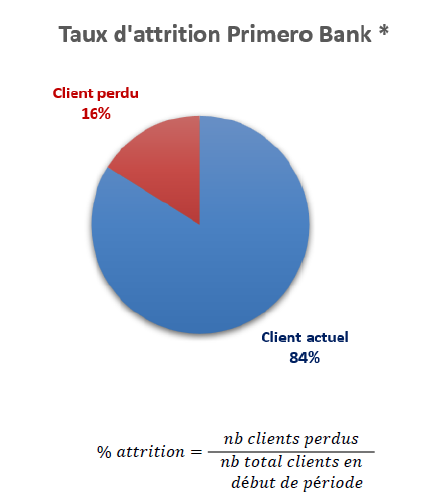 Taux d'attrition Primero Bank *
Client perdu
16%
Client actuel
84%
% attrition = nb clients perdus
nb total clients en
début de période